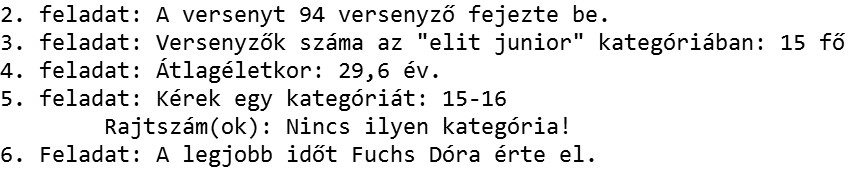 2. feladat: A versenyt 94 versenyző fejezte be.
3. feladat: Versenyzők száma az "elit junior" kategóriában: 15 fő
4. feladat: Átlagéletkor: 29,6 év.
5. feladat: Kérek egy kategóriát: 15-16
Rajtszám(ok): Nincs ilyen kategória!
6. Feladat: A legjobb időt Fuchs Dóra érte el.